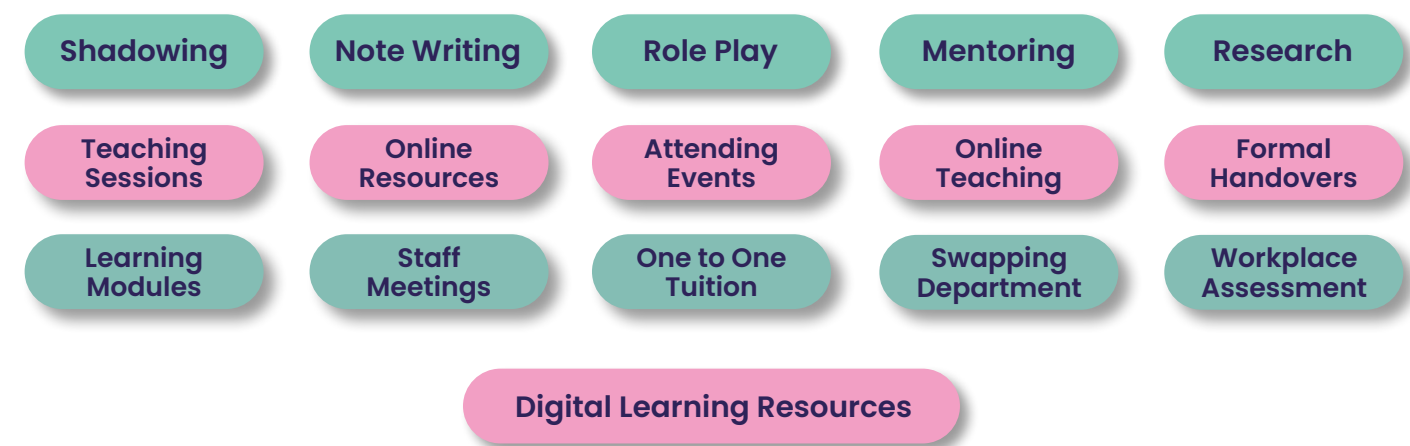 Shadowing
Note Writing
Role Play
Mentoring
Research
Teaching
Sessions
Online
Resources
Attending
Events
Online
Teaching
Formal
Handovers
Learning
Modules
Staff
Meetings
One to One
Tuition
Swapping
Department
Workplace
Assessment
Digital Learning Resources